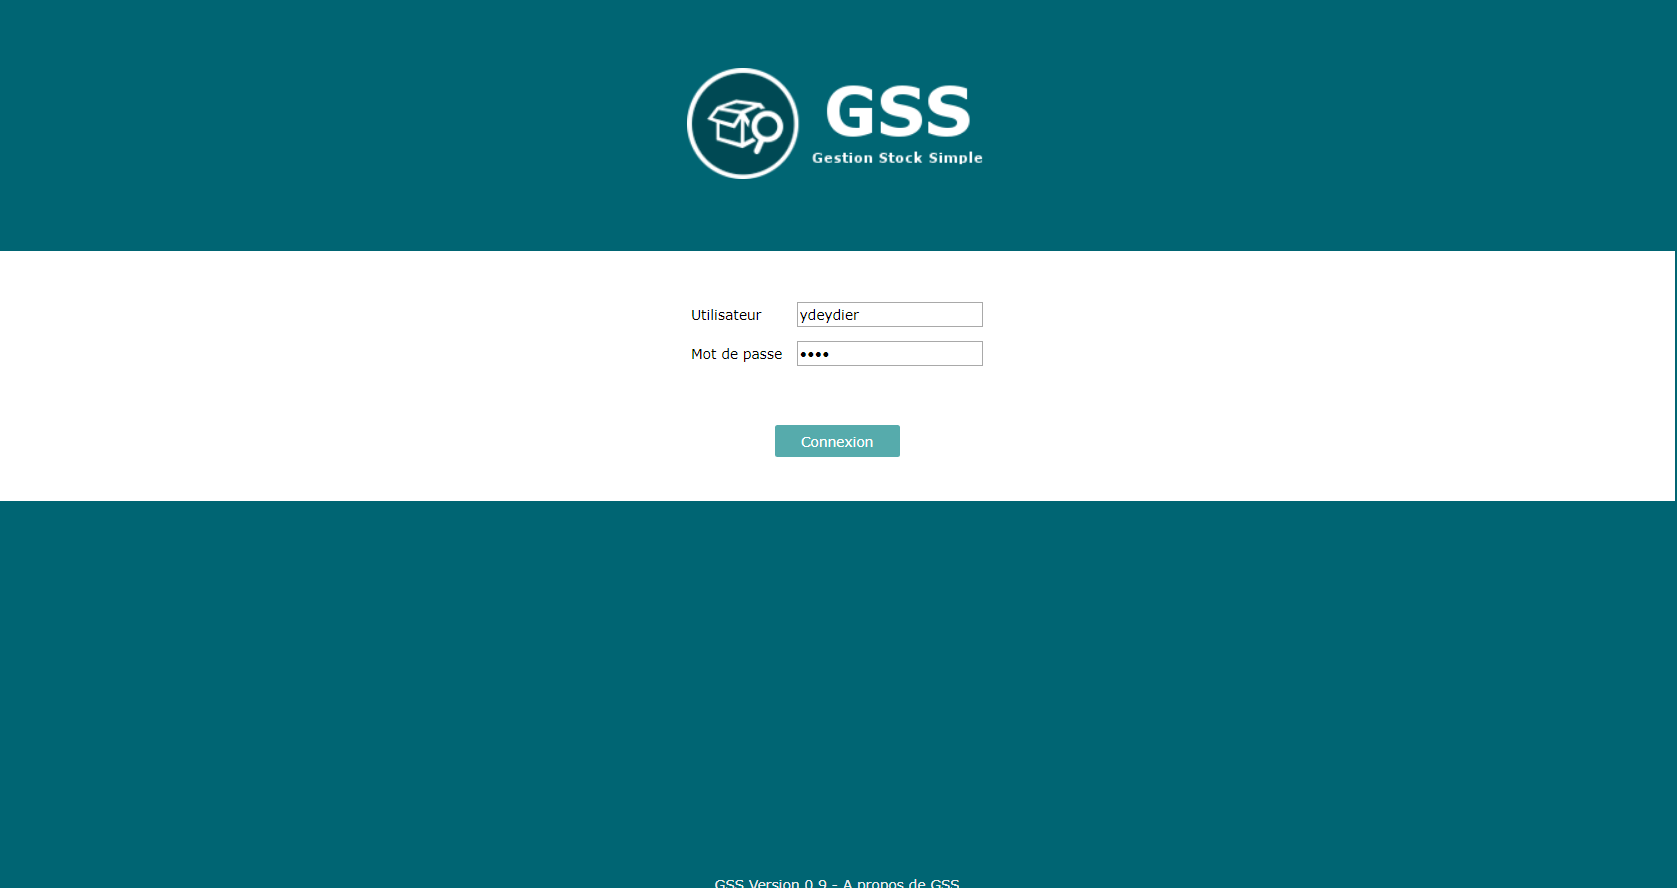 GSS
Gestion Stock Simple
Utilisateur ydeydier
Mot de passe ••••
Connexion
GSS Version 0.9 - A propos de GSS